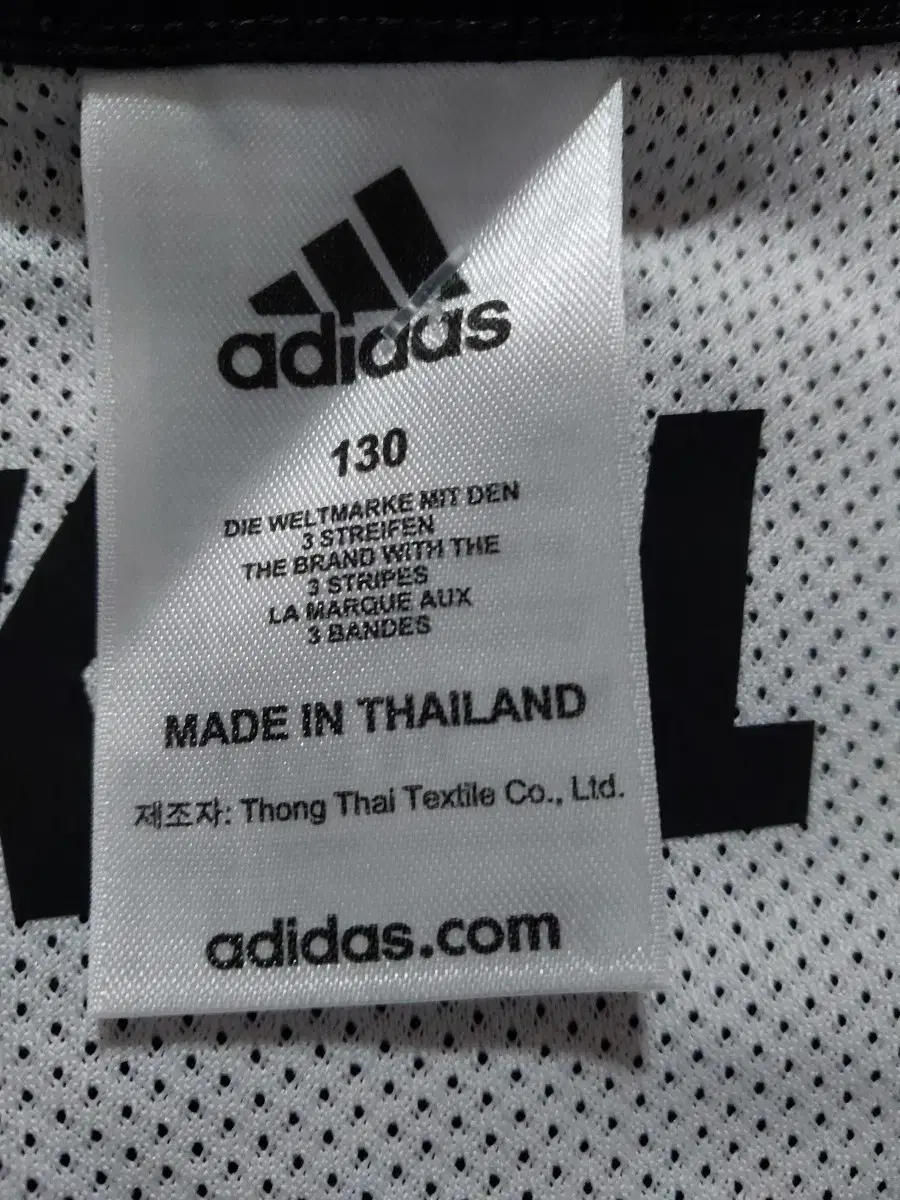 adidas
130
DIE WELTMARKE MIT DEN
3 STREIFEN
THE BRAND WITH THE
3 STRIPES
LA MARQUE AUX
3 BANDES
MADE IN THAILAND
제조자: Thong Thai Textile Co., Ltd.
adidas.com